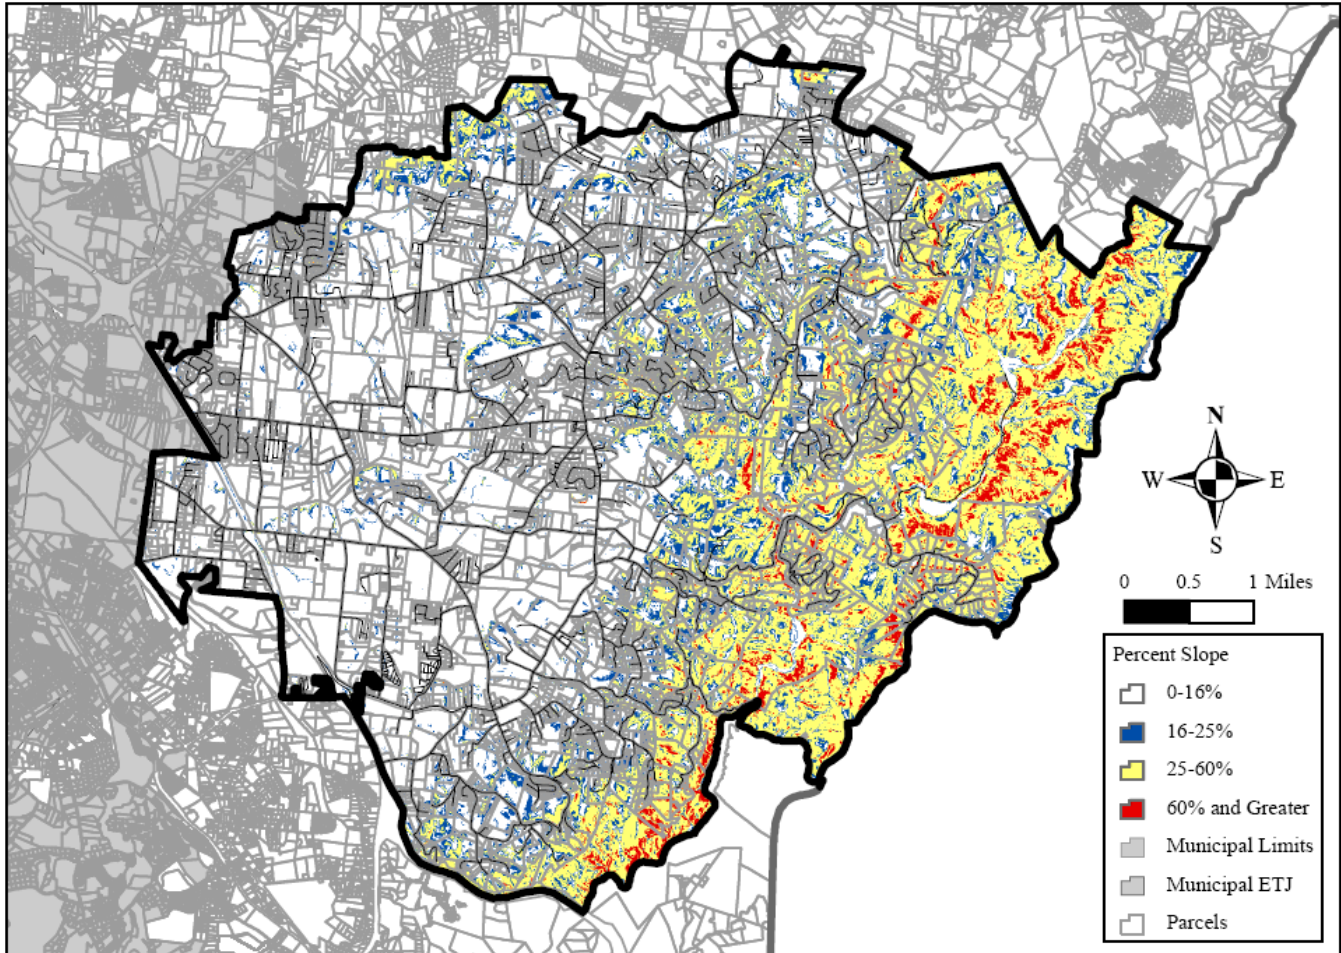 N
W E
S
0 0.5 1 Miles
Percent Slope
0-16%
16-25%
25-60%
60% and Greater
Municipal Limits
Municipal ETJ
Parcels